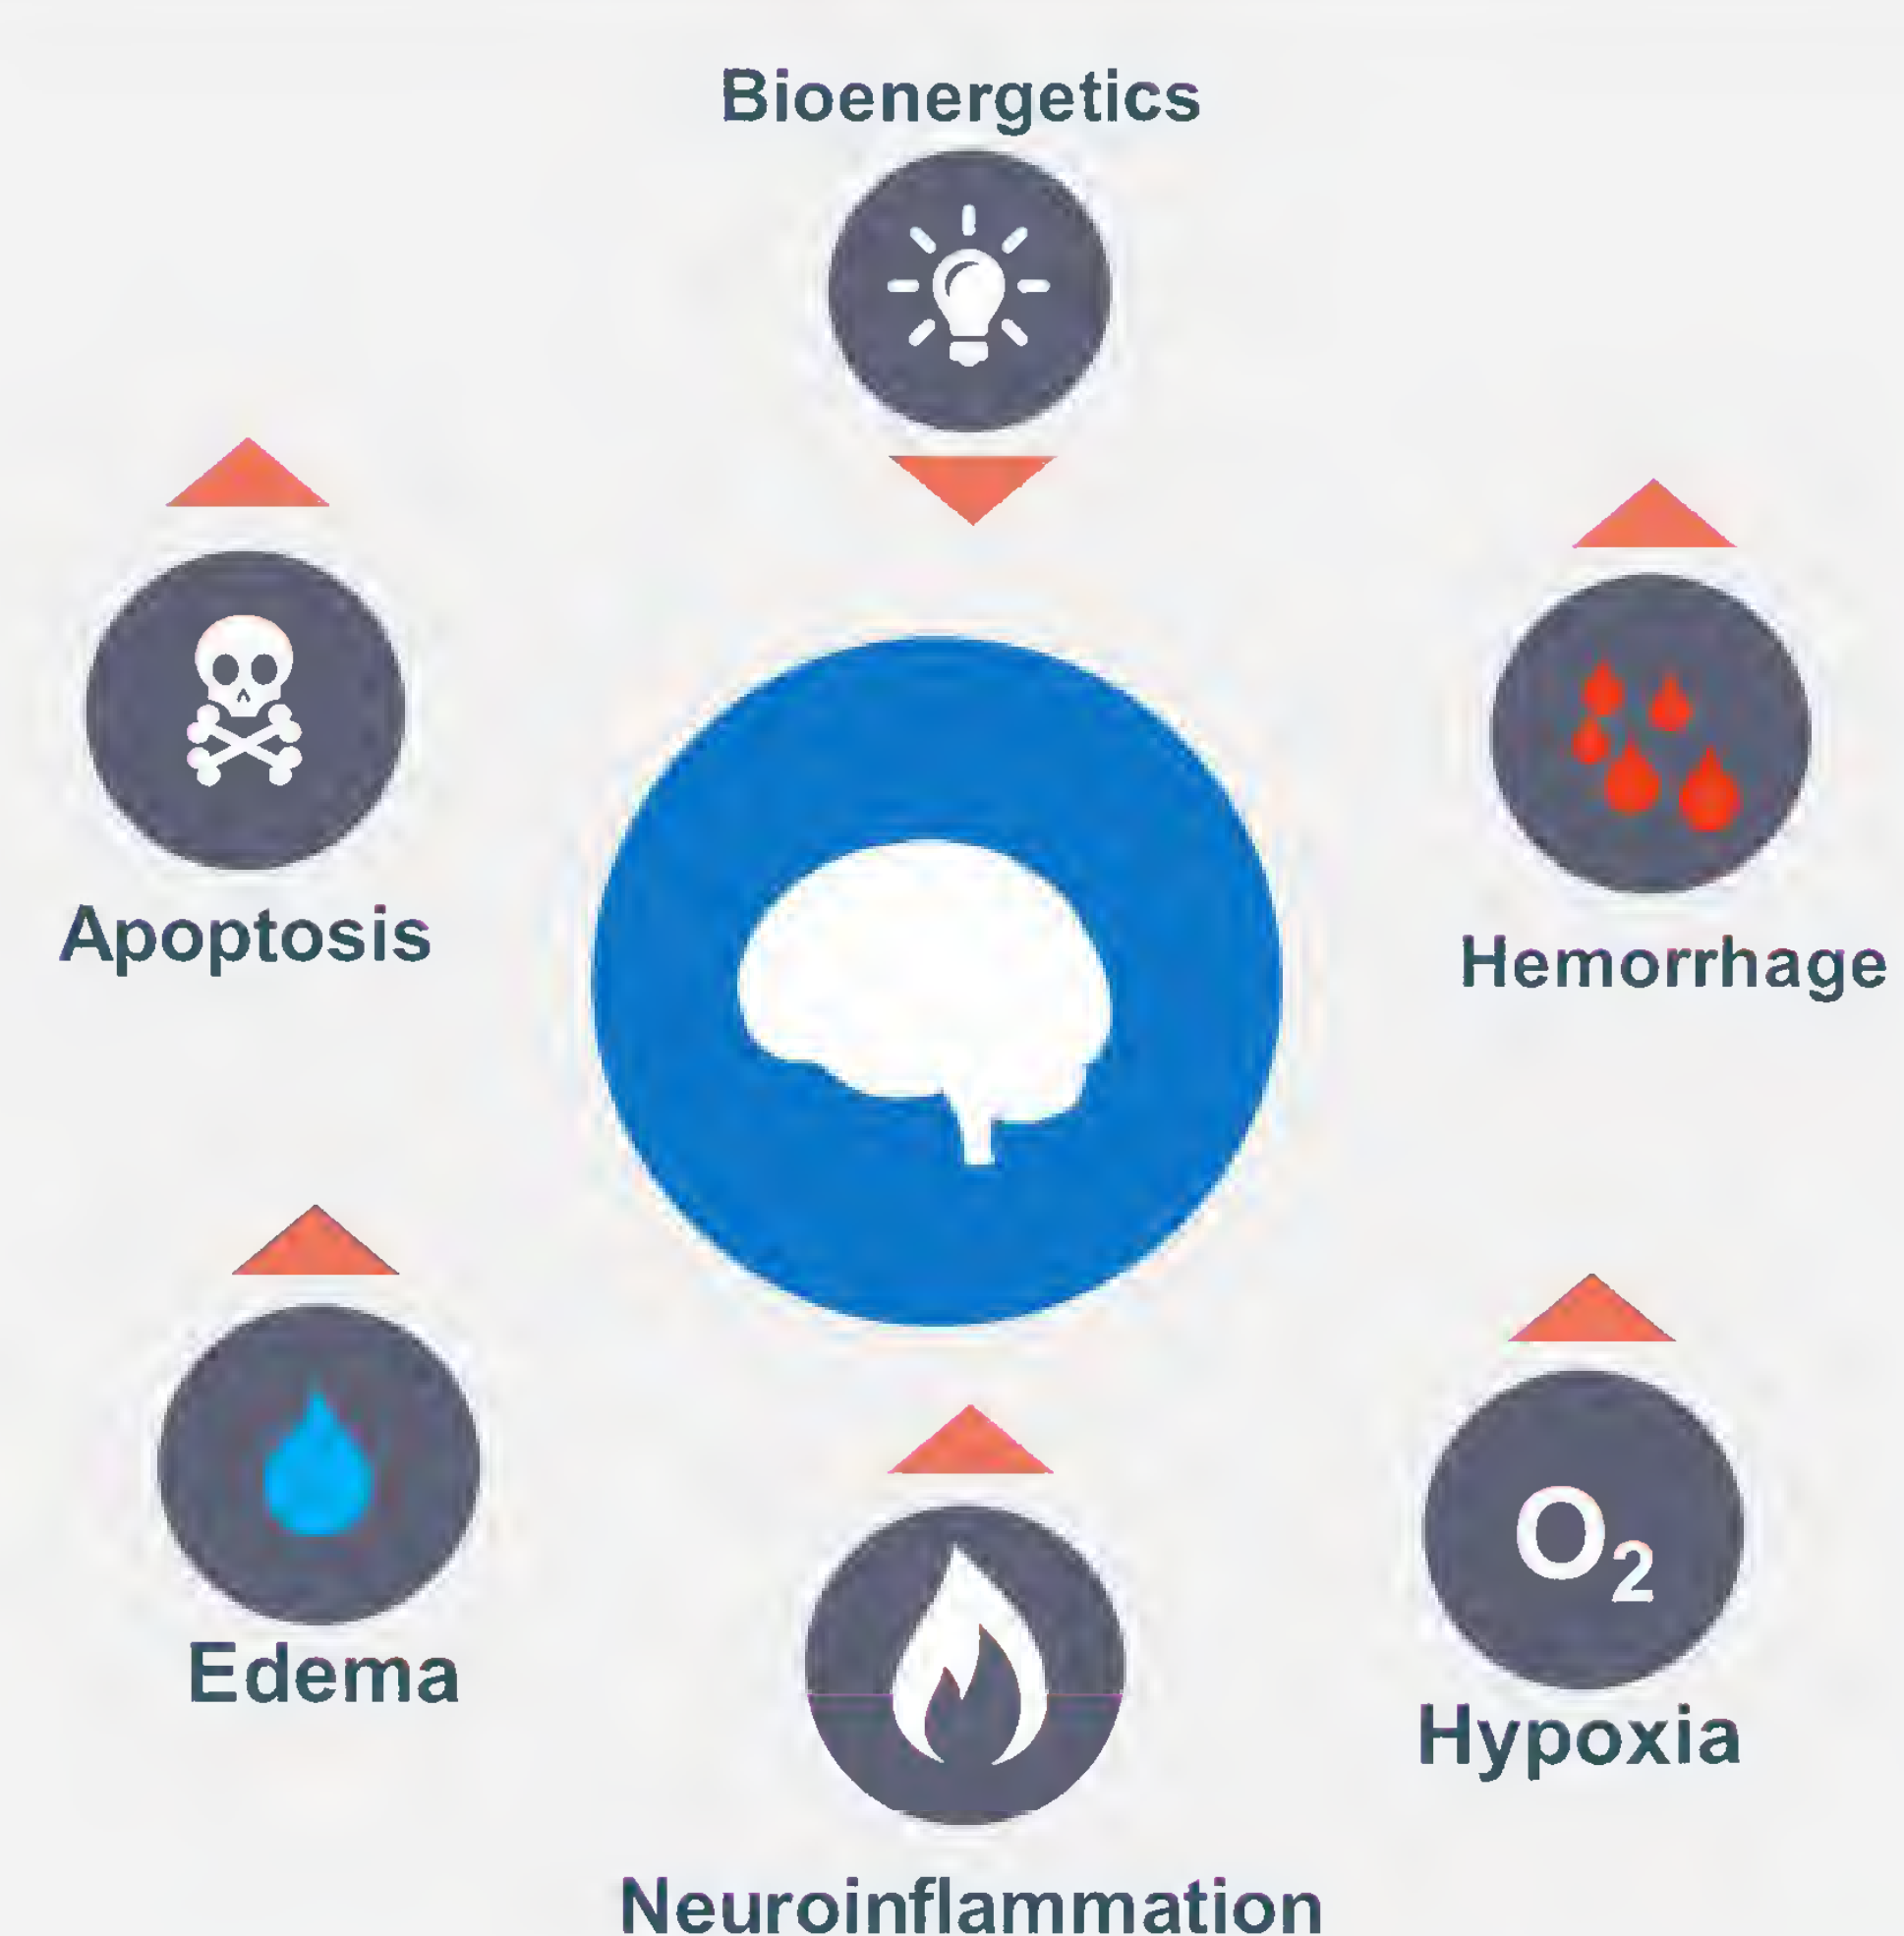 Bioenergetics
Apoptosis
Hemorrhage
Edema
O₂
Hypoxia
Neuroinflammation